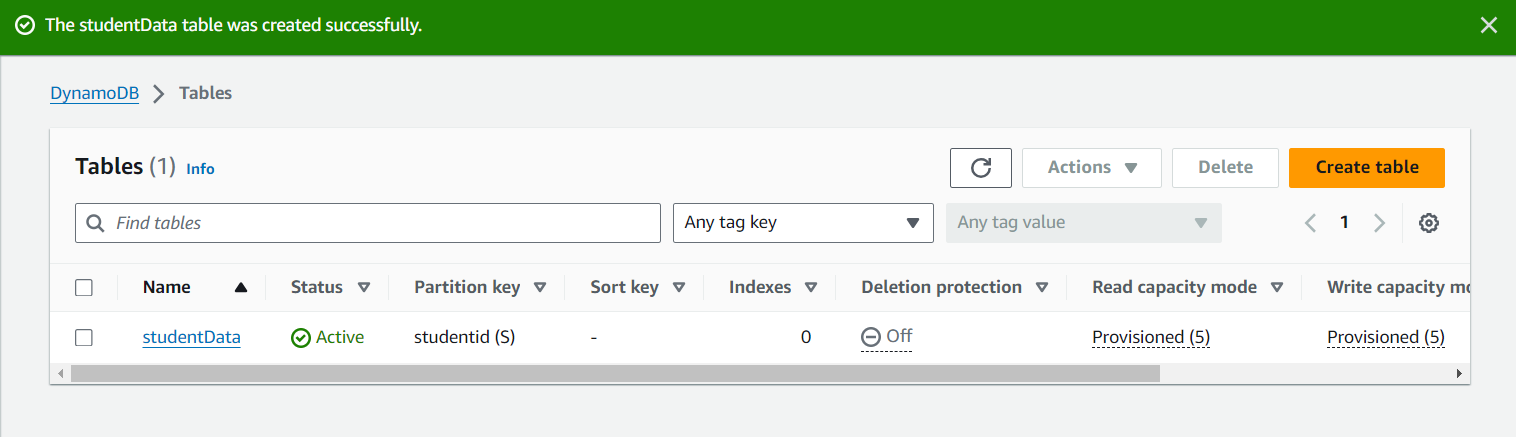 The studentData table was created successfully.
DynamoDB Tables
Tables (1) Info
Actions Delete Create table
Find tables Any tag key Any tag value 1
Name Status Partition key Sort key Indexes Deletion protection Read capacity mode Write capacity mo
studentData Active studentid (S) - 0 Off Provisioned (5) Provisioned (5)